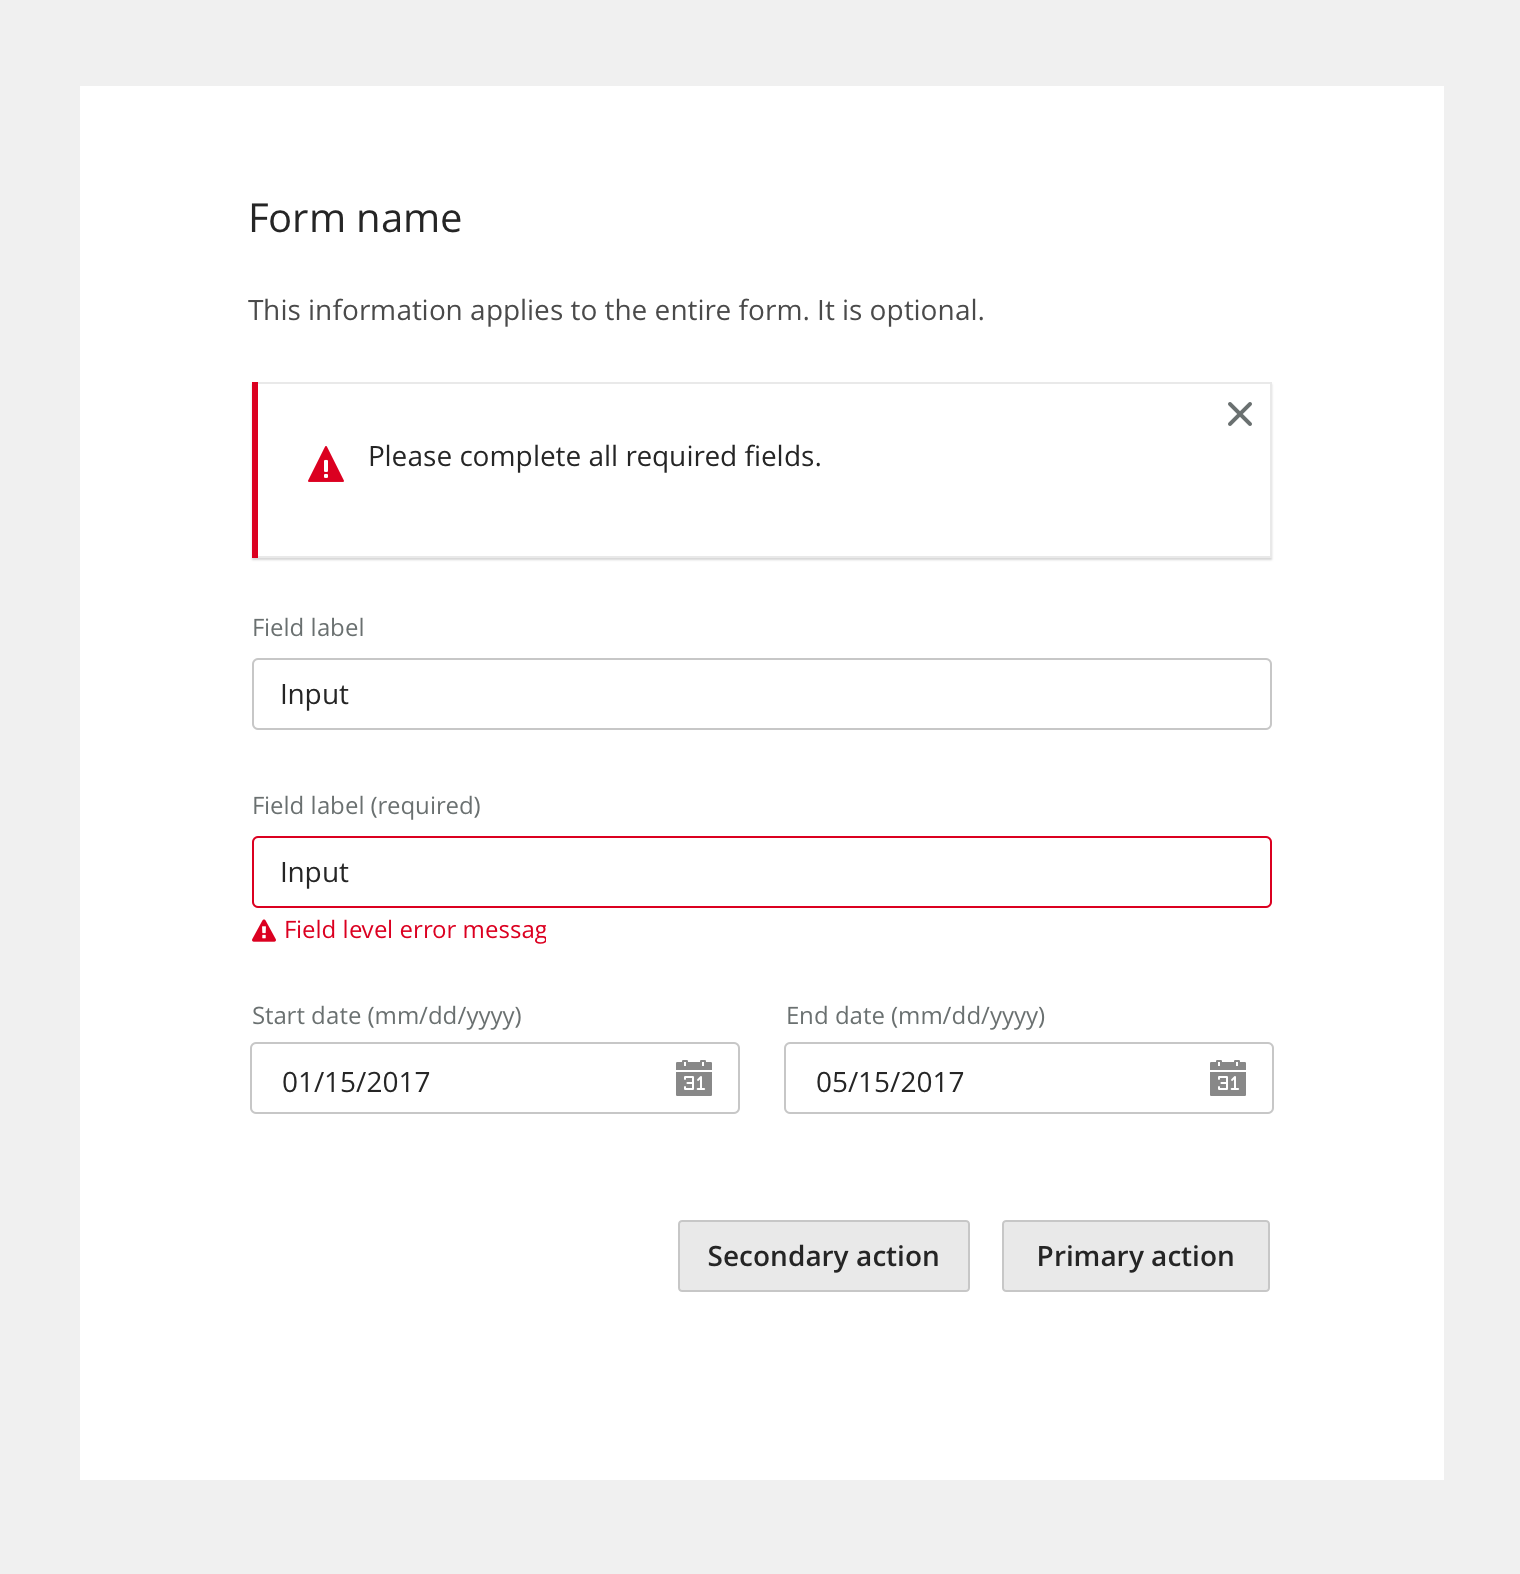 Form name
This information applies to the entire form. It is optional.
Please complete all required fields.
Field label
Input
Field label (required)
Input
Field level error messag
Start date (mm/dd/yyyy) End date (mm/dd/yyyy)
01/15/2017 31 05/15/2017 31
Secondary action Primary action